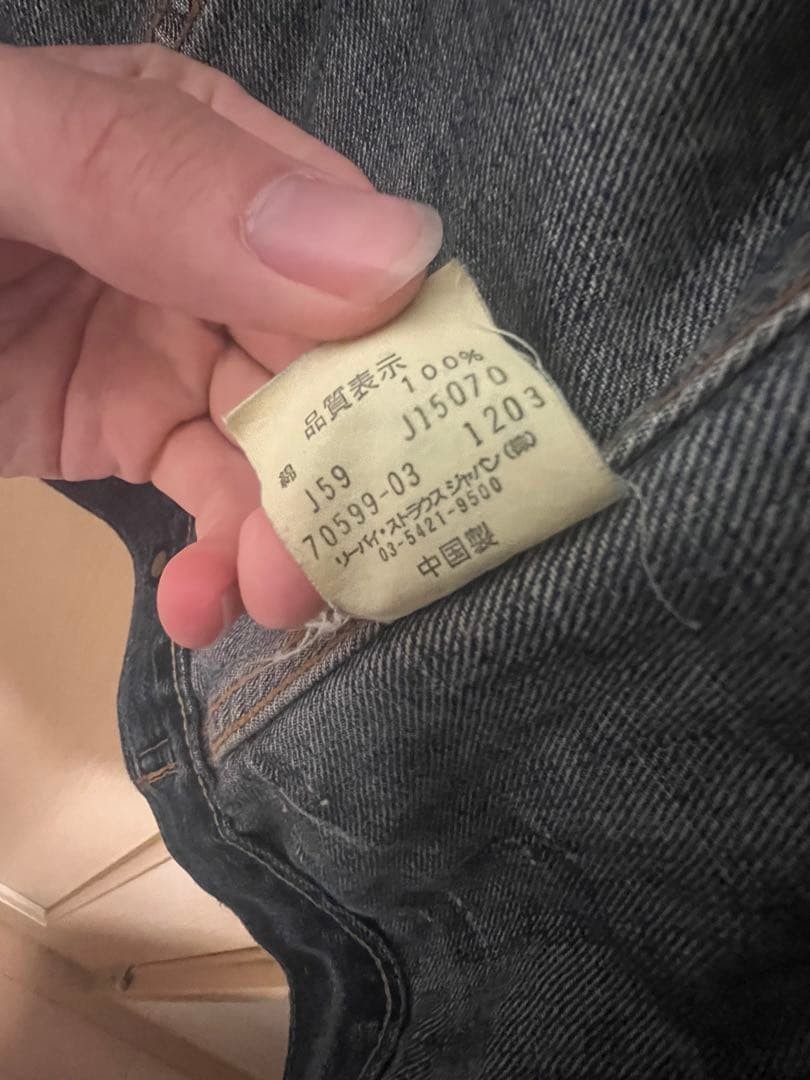 品質表示
綿 100%
J59 J15070
70599-03 1203
リーバイ・ストラウスジャパン(株)
03-5421-9500
中国製